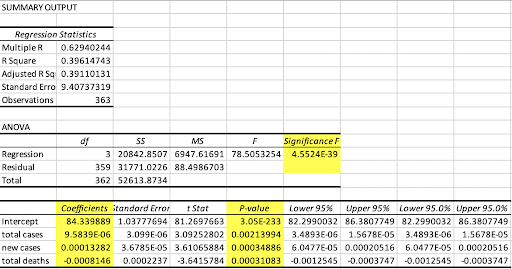 SUMMARY OUTPUT
Regression Statistics
Multiple R 0.62940244
R Square 0.39614743
Adjusted R Sq 0.39110131
Standard Erro 9.40737319
Observations 363
ANOVA
df SS MS F Significance F
Regression 3 20842.8507 6947.61691 78.5053254 4.5524E-39
Residual 359 31771.0226 88.4986703
Total 362 52613.8734
Coefficients Standard Error t Stat P-value Lower 95% Upper 95% Lower 95.0% Upper 95.0%
Intercept 84.339889 1.03777694 81.2697663 3.05E-233 82.2990032 86.3807749 82.2990032 86.3807749
total cases 9.5839E-06 3.099E-06 3.09252802 0.00213994 3.4893E-06 1.5678E-05 3.4893E-06 1.5678E-05
new cases 0.00013282 3.6785E-05 3.61065884 0.00034886 6.0477E-05 0.00020516 6.0477E-05 0.00020516
total deaths -0.0008146 0.0002237 -3.6415784 0.00031083 -0.0012545 -0.0003747 -0.0012545 -0.0003747